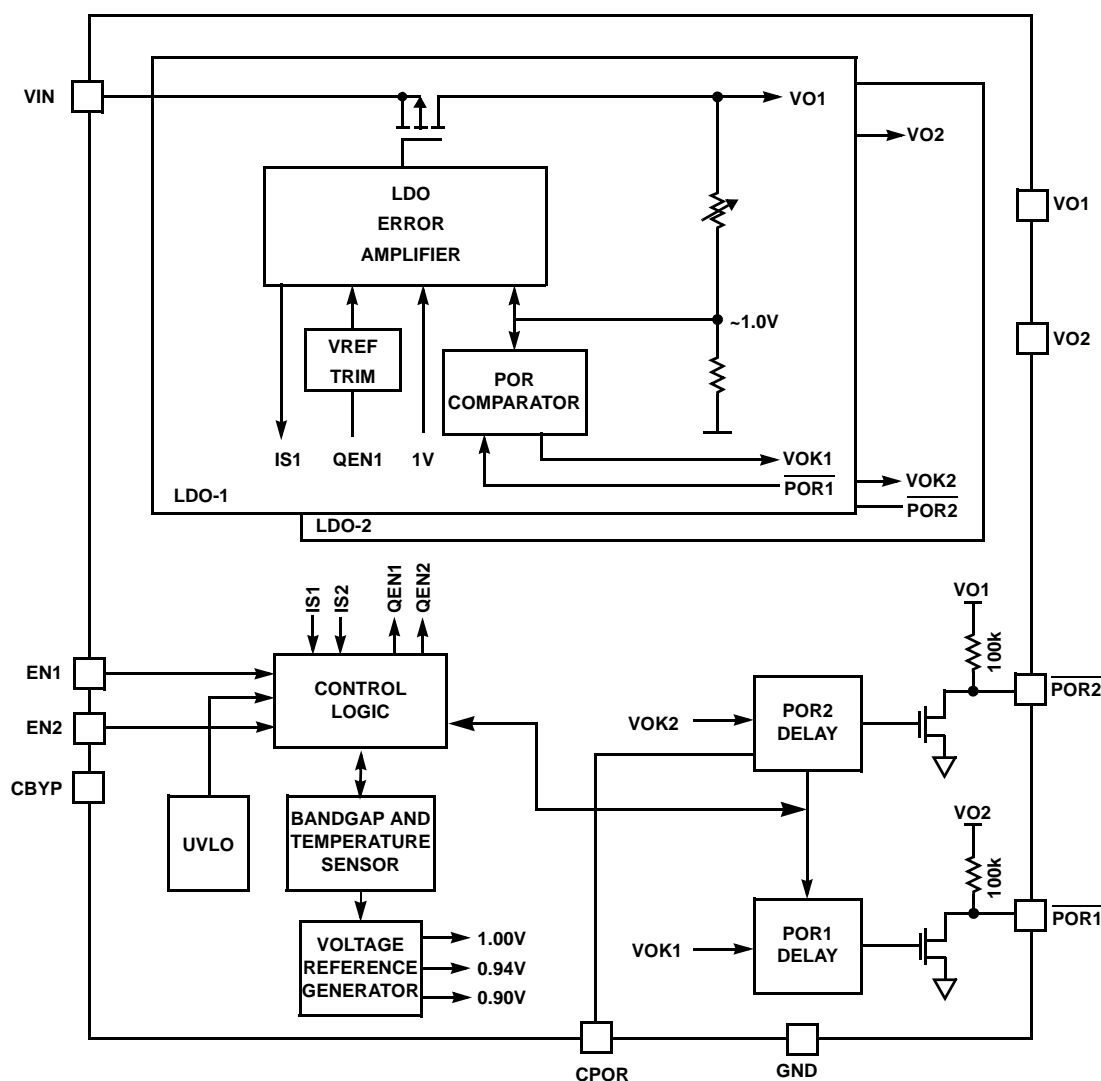 VIN
VO1
VO2
LDO
ERROR
AMPLIFIER
VO1
~1.0V
VO2
VREF
TRIM
POR
COMPARATOR
IS1
QEN1
1V
VOK1
POR1
VOK2
POR2
LDO-1
LDO-2
IS1
IS2
QEN1
QEN2
VO1
100k
EN1
CONTROL
LOGIC
POR2
EN2
VOK2
POR2
DELAY
CBYP
UVLO
BANDGAP AND
TEMPERATURE
SENSOR
VO2
100k
POR1
VOLTAGE
REFERENCE
GENERATOR
1.00V
0.94V
0.90V
VOK1
POR1
DELAY
CPOR
GND